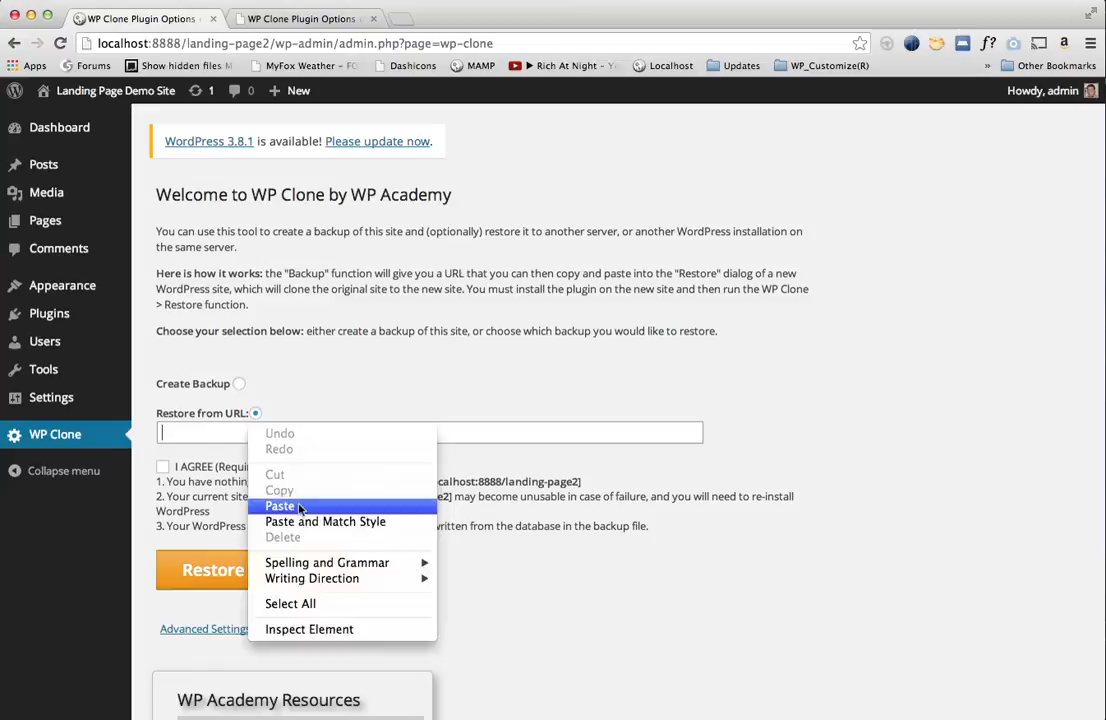 WP Clone Plugin Options
WP Clone Plugin Options
localhost:8888/landing-page2/wp-admin/admin.php?page=wp-clone
Apps Forums Show hidden files MyFox Weather - FO Dashicons MAMP Rich At Night - Localhost Updates WP_Customize(R) » Other Bookmarks
Landing Page Demo Site 1 0 + New Howdy, admin
Dashboard
Posts
Media
Pages
Comments
Appearance
Plugins
Users
Tools
Settings
WP Clone
Collapse menu
WordPress 3.8.1 is available! Please update now.
Welcome to WP Clone by WP Academy
You can use this tool to create a backup of this site and (optionally) restore it to another server, or another WordPress installation on
the same server.
Here is how it works: the "Backup" function will give you a URL that you can then copy and paste into the "Restore" dialog of a new
WordPress site, which will clone the original site to the new site. You must install the plugin on the new site and then run the WP Clone
> Restore function.
Choose your selection below: either create a backup of this site, or choose which backup you would like to restore.
Create Backup
Restore from URL:
I AGREE (Requi
1. You have nothin calhost:8888/landing-page2]
2. Your current site e2] may become unusable in case of failure, and you will need to re-install
WordPress
3. Your WordPress written from the database in the backup file.
Restore
Advanced Settings
Undo
Redo
Cut
Copy
Paste
Paste and Match Style
Delete
Spelling and Grammar
Writing Direction
Select All
Inspect Element
WP Academy Resources